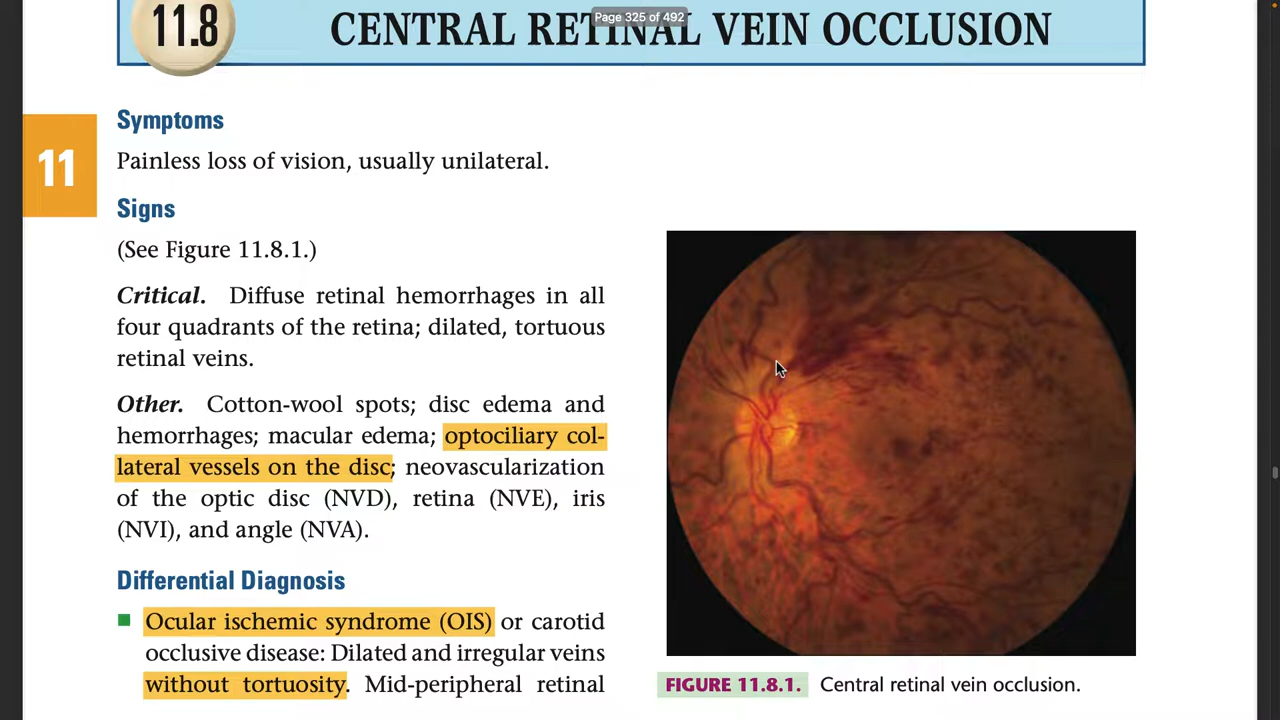 Page 325 of 492
11.8
CENTRAL RETINAL VEIN OCCLUSION
11
Symptoms
Painless loss of vision, usually unilateral.
Signs
(See Figure 11.8.1.)
Critical. Diffuse retinal hemorrhages in all
four quadrants of the retina; dilated, tortuous
retinal veins.
Other. Cotton-wool spots; disc edema and
hemorrhages; macular edema; optociliary col-
lateral vessels on the disc; neovascularization
of the optic disc (NVD), retina (NVE), iris
(NVI), and angle (NVA).
Differential Diagnosis
Ocular ischemic syndrome (OIS) or carotid
occlusive disease: Dilated and irregular veins
without tortuosity. Mid-peripheral retinal
FIGURE 11.8.1. Central retinal vein occlusion.